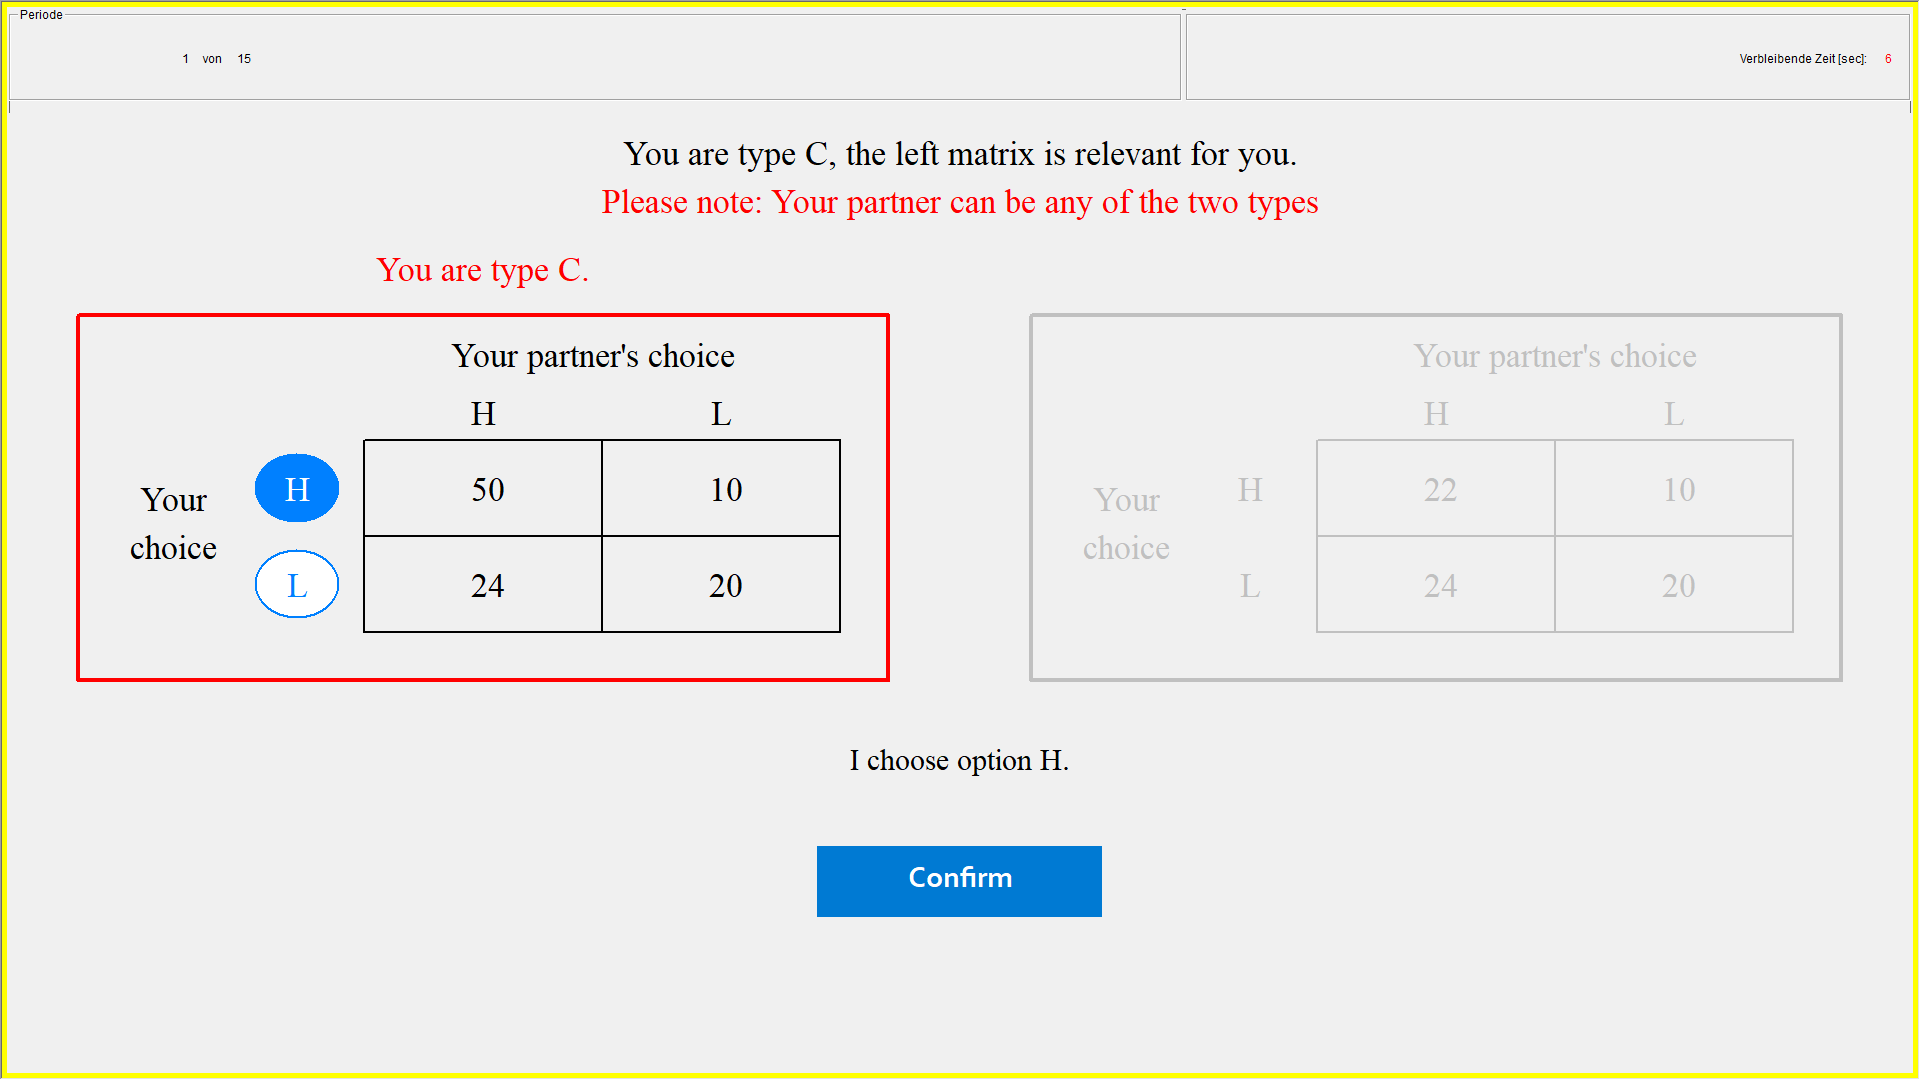 Periode
1 von 15
Verbleibende Zeit [sec]: 6
You are type C, the left matrix is relevant for you.
Please note: Your partner can be any of the two types
You are type C.
Your partner's choice
H L
Your choice
H 50 10
L 24 20
Your partner's choice
H L
Your choice
H 22 10
L 24 20
I choose option H.
Confirm